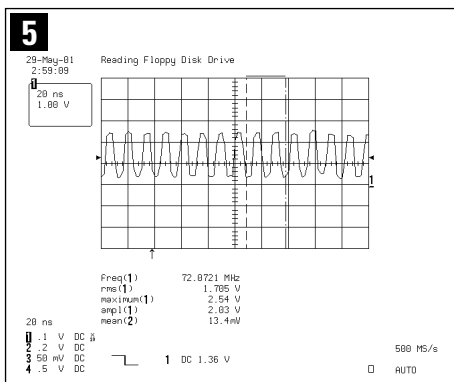 5
29-May-01
2:59:09
Reading Floppy Disk Drive
1
20 ns
1.00 V
1
freq(1) 72.0721 MHz
rms(1) 1.705 V
maximum(1) 2.54 V
ampl(1) 2.03 V
mean(2) 13.4mV
20 ns
1 .1 V DC X10
2 .2 V DC
3 50 mV DC
4 .5 V DC
1 DC 1.36 V
500 MS/s
AUTO